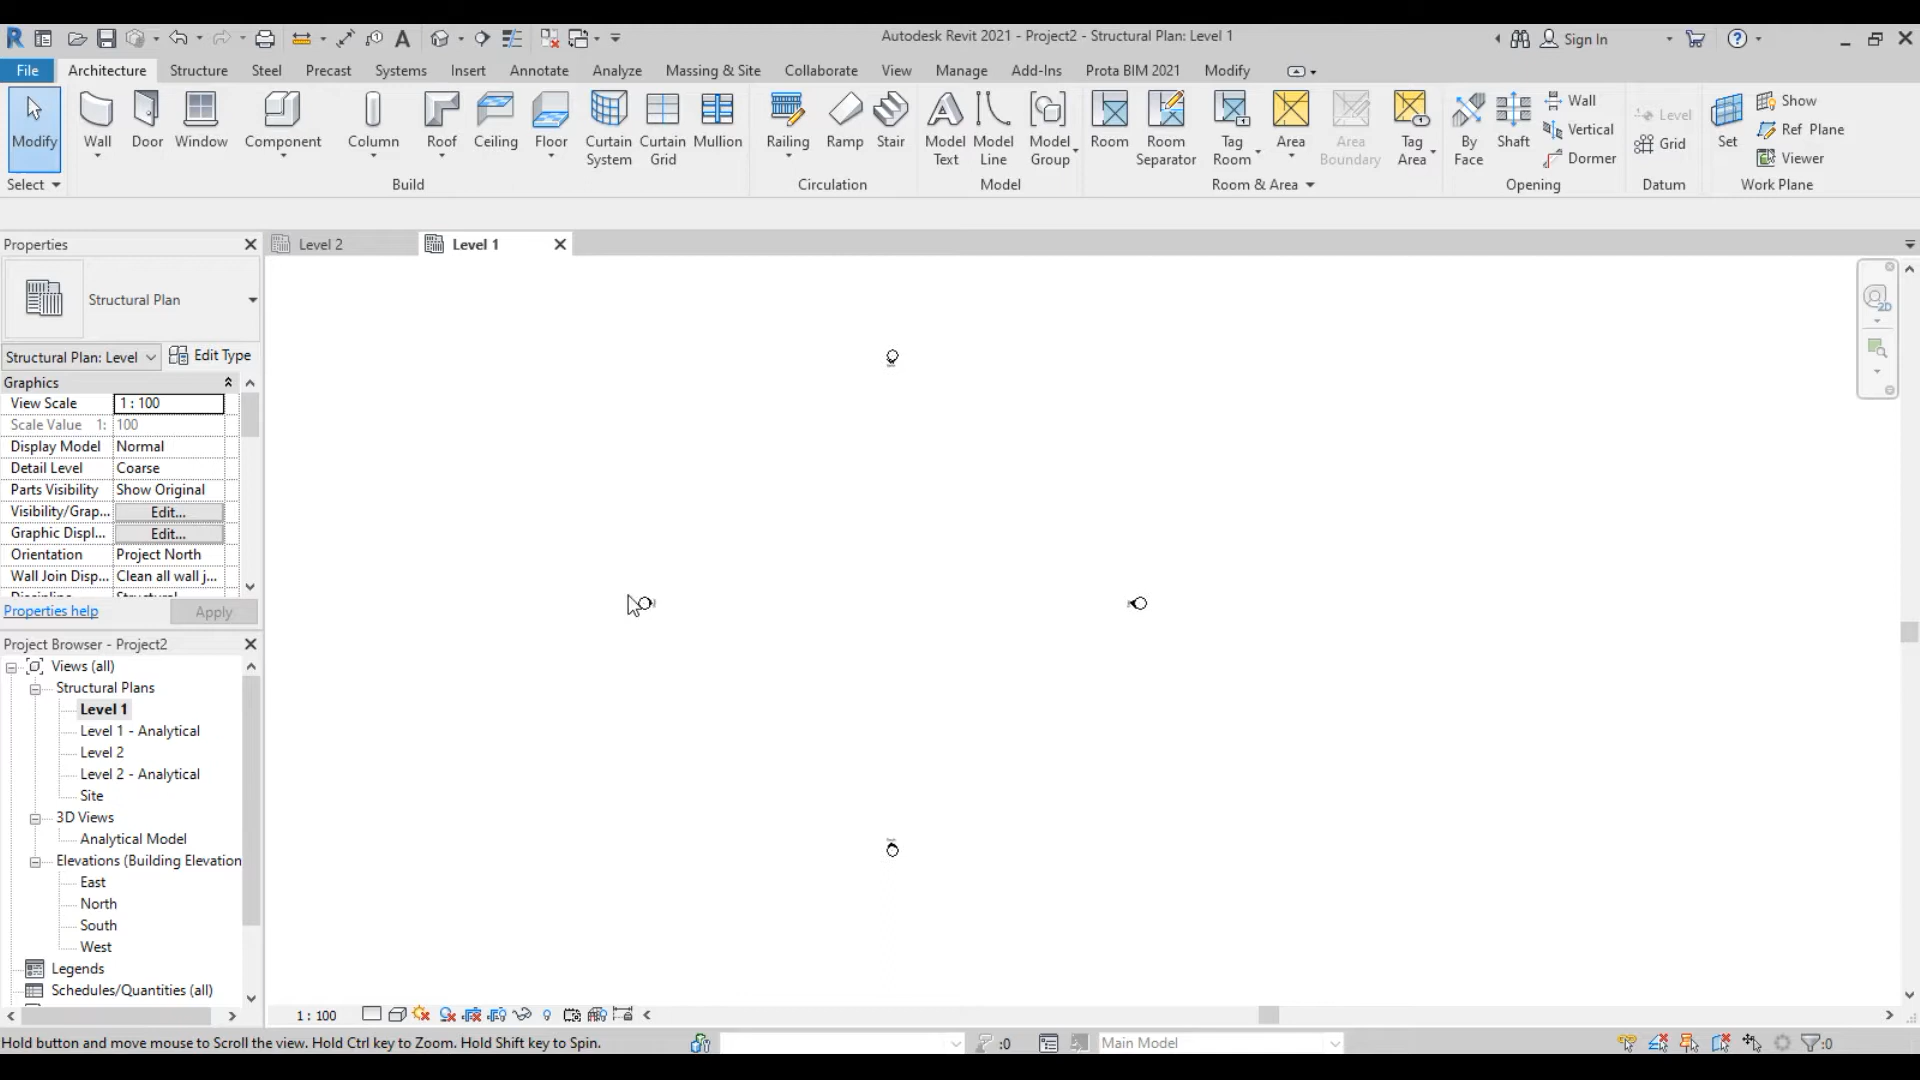 Autodesk Revit 2021 - Project2 - Structural Plan: Level 1
Sign In
File Architecture Structure Steel Precast Systems Insert Annotate Analyze Massing & Site Collaborate View Manage Add-Ins Prota BIM 2021 Modify
Modify
Select
Wall
Door
Window
Component
Column
Roof
Ceiling
Floor
Curtain System
Curtain Grid
Mullion
Build
Railing
Ramp
Stair
Circulation
Model Text
Model Line
Model Group
Model
Room
Room Separator
Tag Room
Area
Area Boundary
Tag Area
Room & Area
By Face
Shaft
Wall
Vertical
Dormer
Opening
Level
Grid
Datum
Set
Show
Ref Plane
Viewer
Work Plane
Properties
Level 2
Level 1
2D
Structural Plan
Structural Plan: Level
Edit Type
Graphics
View Scale 1 : 100
Scale Value 1: 100
Display Model Normal
Detail Level Coarse
Parts Visibility Show Original
Visibility/Grap... Edit...
Graphic Displ... Edit...
Orientation Project North
Wall Join Disp... Clean all wall j...
Properties help
Apply
Project Browser - Project2
Views (all)
Structural Plans
Level 1
Level 1 - Analytical
Level 2
Level 2 - Analytical
Site
3D Views
Analytical Model
Elevations (Building Elevation
East
North
South
West
Legends
Schedules/Quantities (all)
1 : 100
Hold button and move mouse to Scroll the view. Hold Ctrl key to Zoom. Hold Shift key to Spin.
:0
Main Model
:0